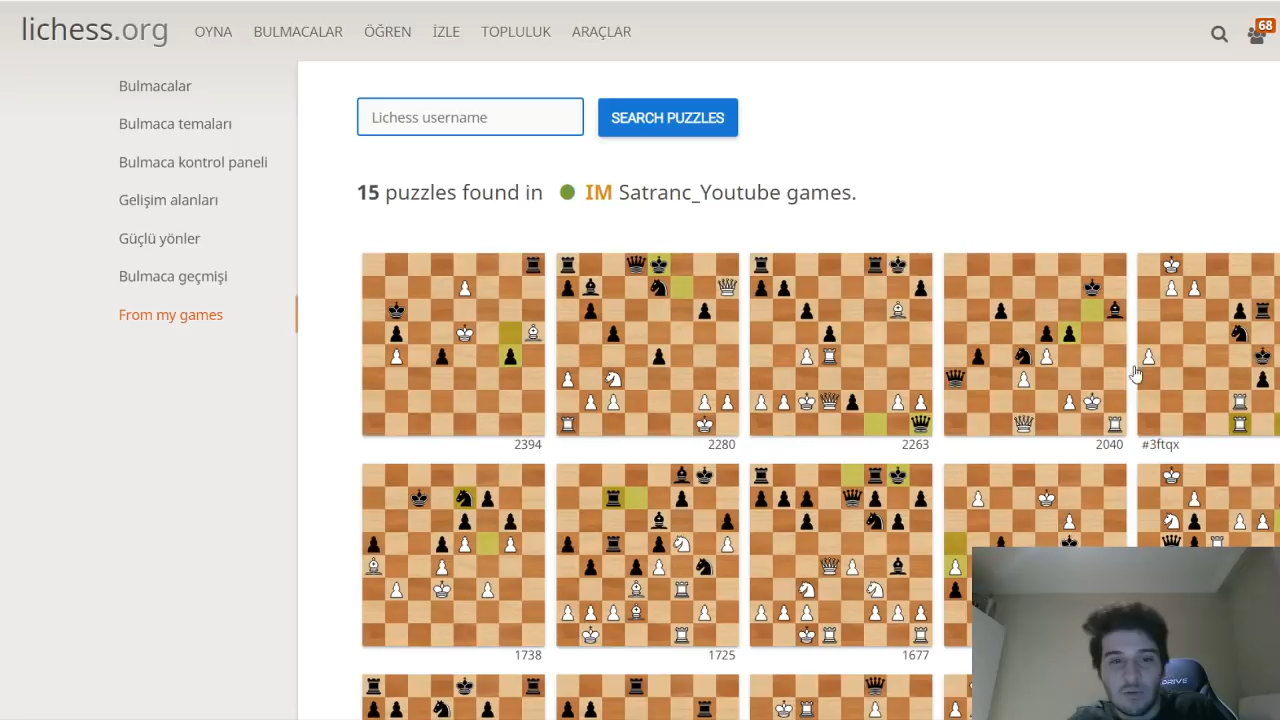 lichess.org OYNA BULMACALAR ÖĞREN İZLE TOPLULUK ARAÇLAR 68
Bulmacalar
Bulmaca temaları
Bulmaca kontrol paneli
Gelişim alanları
Güçlü yönler
Bulmaca geçmişi
From my games
Lichess username SEARCH PUZZLES
15 puzzles found in IM Satranc_Youtube games.
2394 2280 2263 2040 #3ftqx
1738 1725 1677
DRIVE